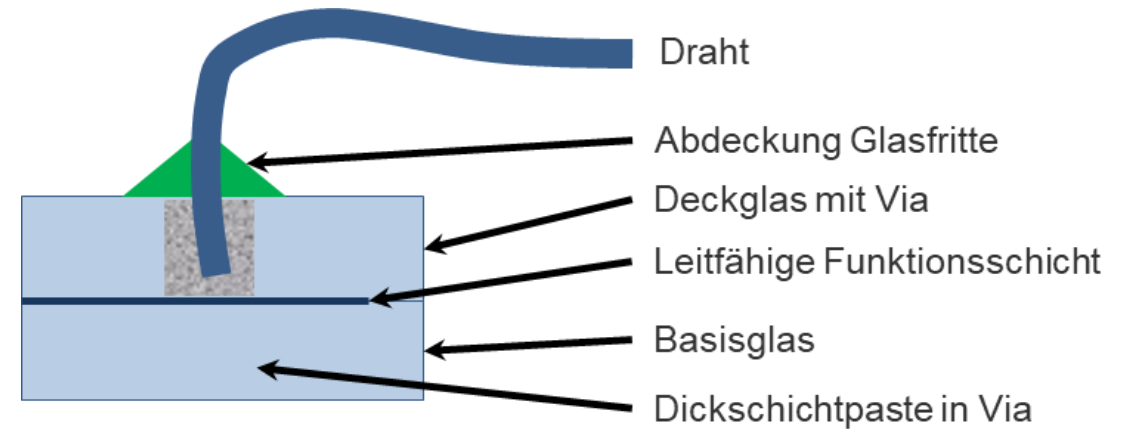 Draht
Abdeckung Glasfritte
Deckglas mit Via
Leitfähige Funktionsschicht
Basisglas
Dickschichtpaste in Via